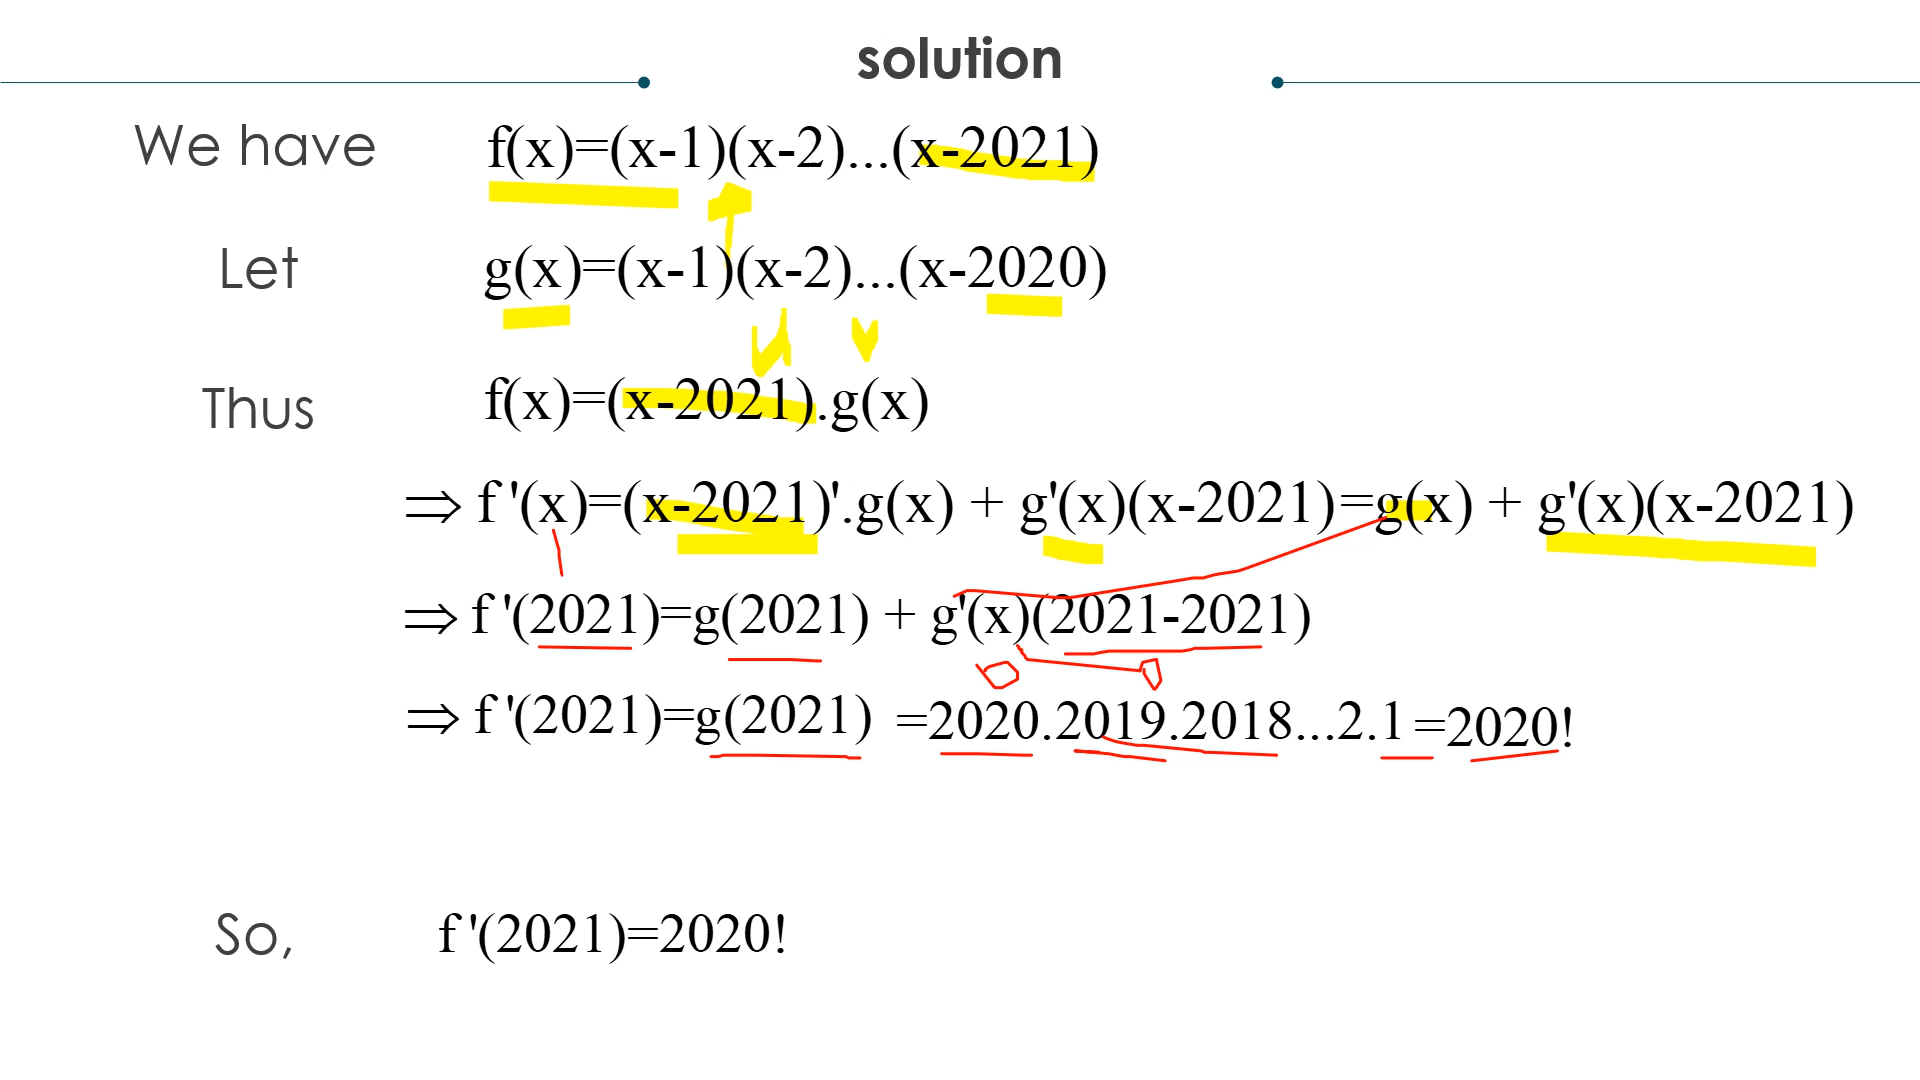 solution
We have f(x)=(x-1)(x-2)...(x-2021)
Let g(x)=(x-1)(x-2)...(x-2020)
Thus f(x)=(x-2021).g(x)
⇒ f '(x)=(x-2021)'.g(x) + g'(x)(x-2021)=g(x) + g'(x)(x-2021)
⇒ f '(2021)=g(2021) + g'(x)(2021-2021)
⇒ f '(2021)=g(2021) =2020.2019.2018...2.1 =2020!
So, f '(2021)=2020!